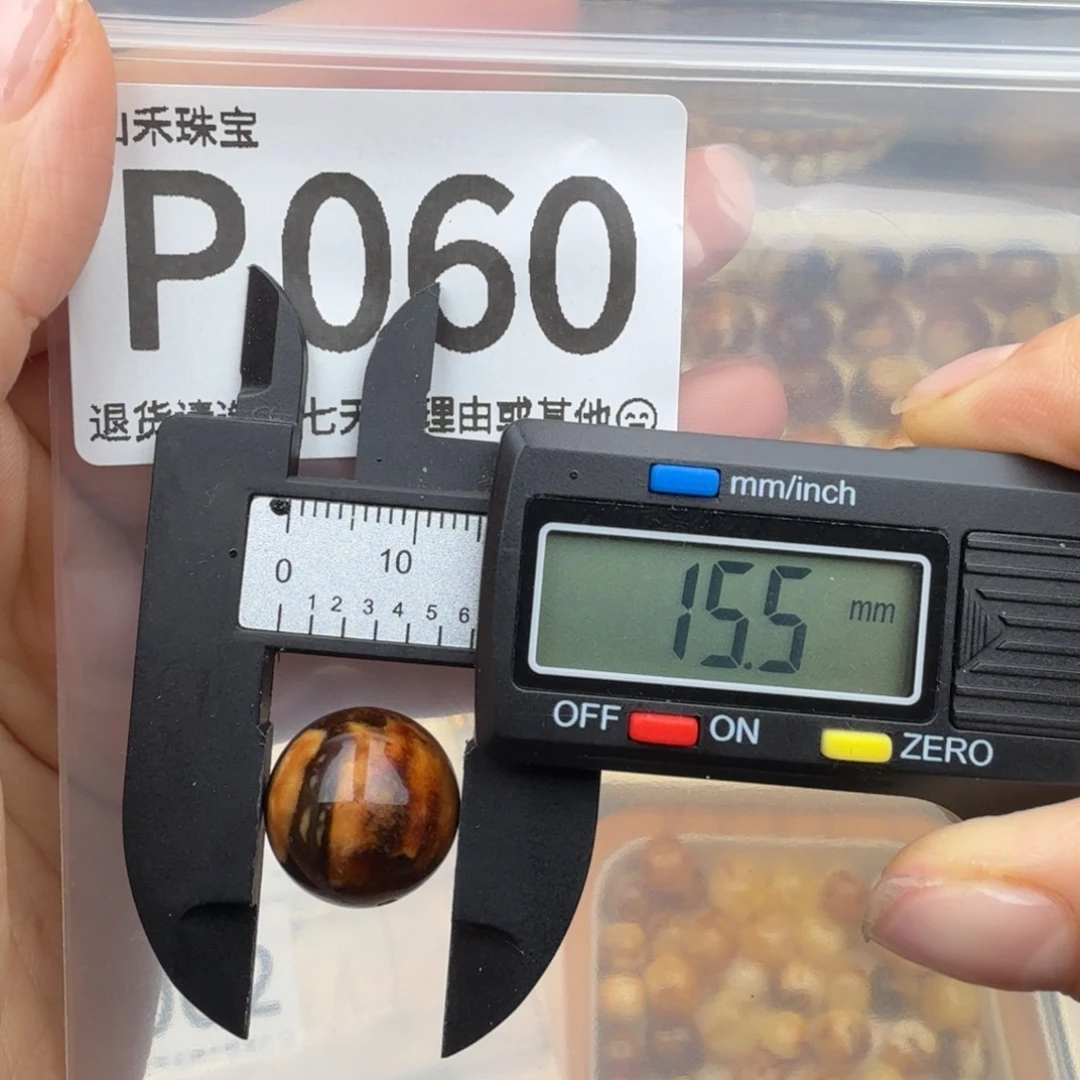 禾珠宝
P060
退货请
七天
理由或其他
mm/inch
0 10
1 2 3 4 5 6
15.5 mm
OFF ON ZERO